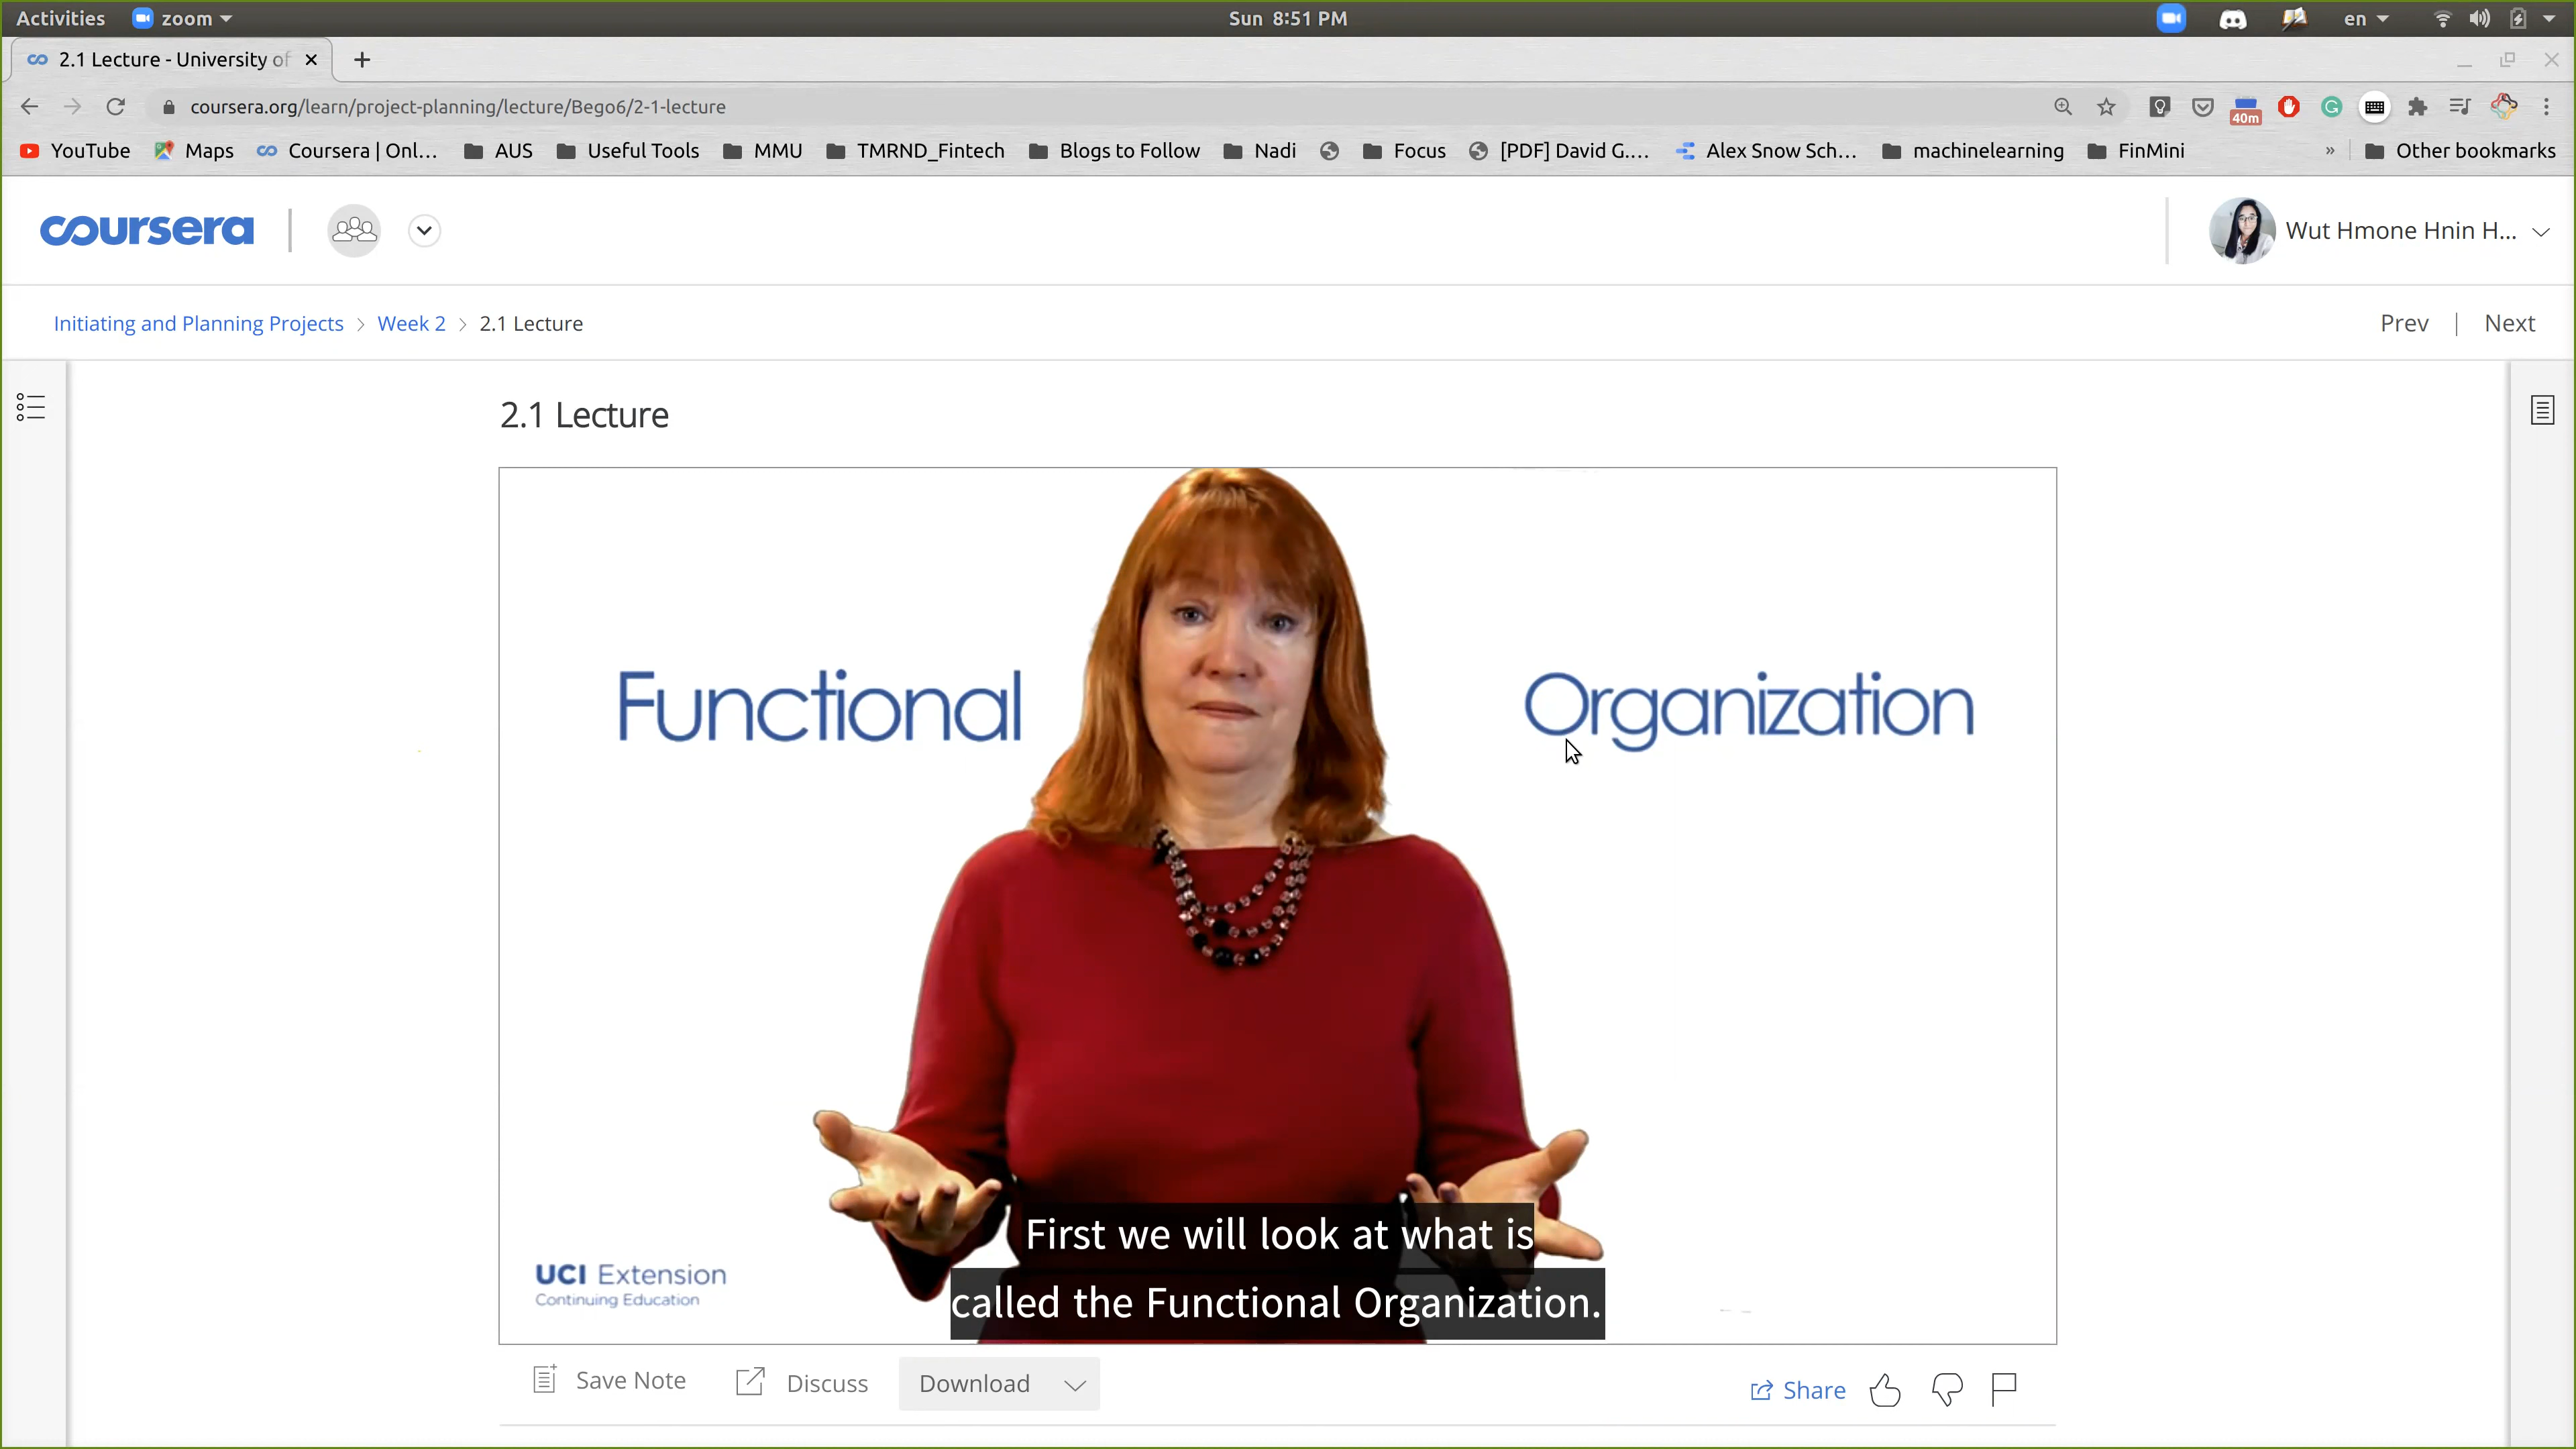 Activities zoom Sun 8:51 PM en
2.1 Lecture - University of
coursera.org/learn/project-planning/lecture/Bego6/2-1-lecture
40m
YouTube Maps Coursera | Onl... AUS Useful Tools MMU TMRND_Fintech Blogs to Follow Nadi Focus [PDF] David G.... Alex Snow Sch... machinelearning FinMini » Other bookmarks
coursera Wut Hmone Hnin H...
Initiating and Planning Projects > Week 2 > 2.1 Lecture Prev | Next
2.1 Lecture
Functional Organization
First we will look at what is
called the Functional Organization.
UCI Extension
Continuing Education
Save Note Discuss Download Share